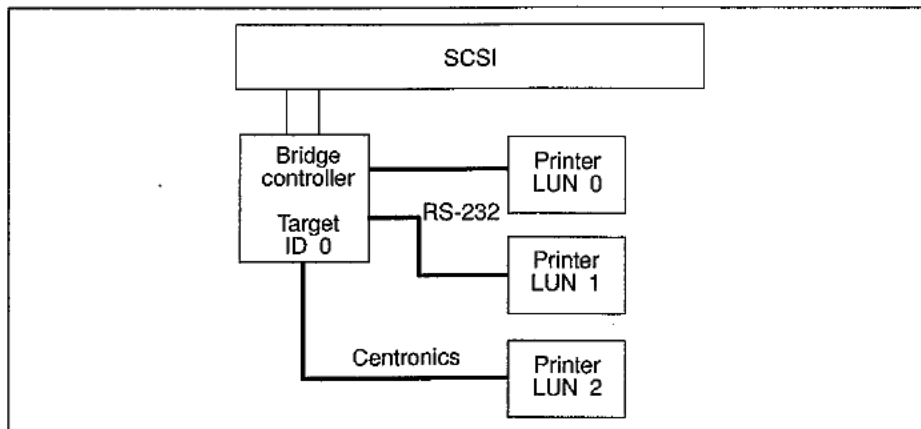 SCSI
Bridge
controller
Target
ID 0
Printer
LUN 0
RS-232
Printer
LUN 1
Centronics
Printer
LUN 2